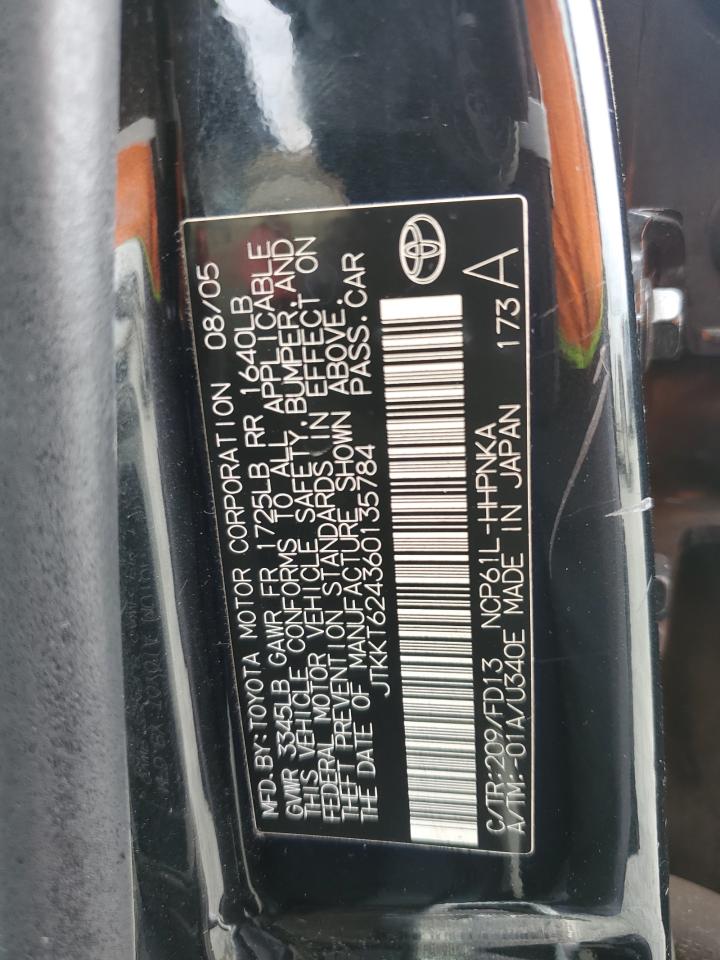 MFD. BY: TOYOTA MOTOR CORPORATION 08/05
GVWR 3345LB GAWR FR 1725LB RR 1640LB
THIS VEHICLE CONFORMS TO ALL APPLICABLE
FEDERAL MOTOR VEHICLE SAFETY, BUMPER, AND
THEFT PREVENTION STANDARDS IN EFFECT ON
THE DATE OF MANUFACTURE SHOWN ABOVE.
JTKKT624360135784 PASS. CAR
C/TR:209/FD13 NCP61L-HHPNKA 173 A
A/TM:-01A/U340E MADE IN JAPAN